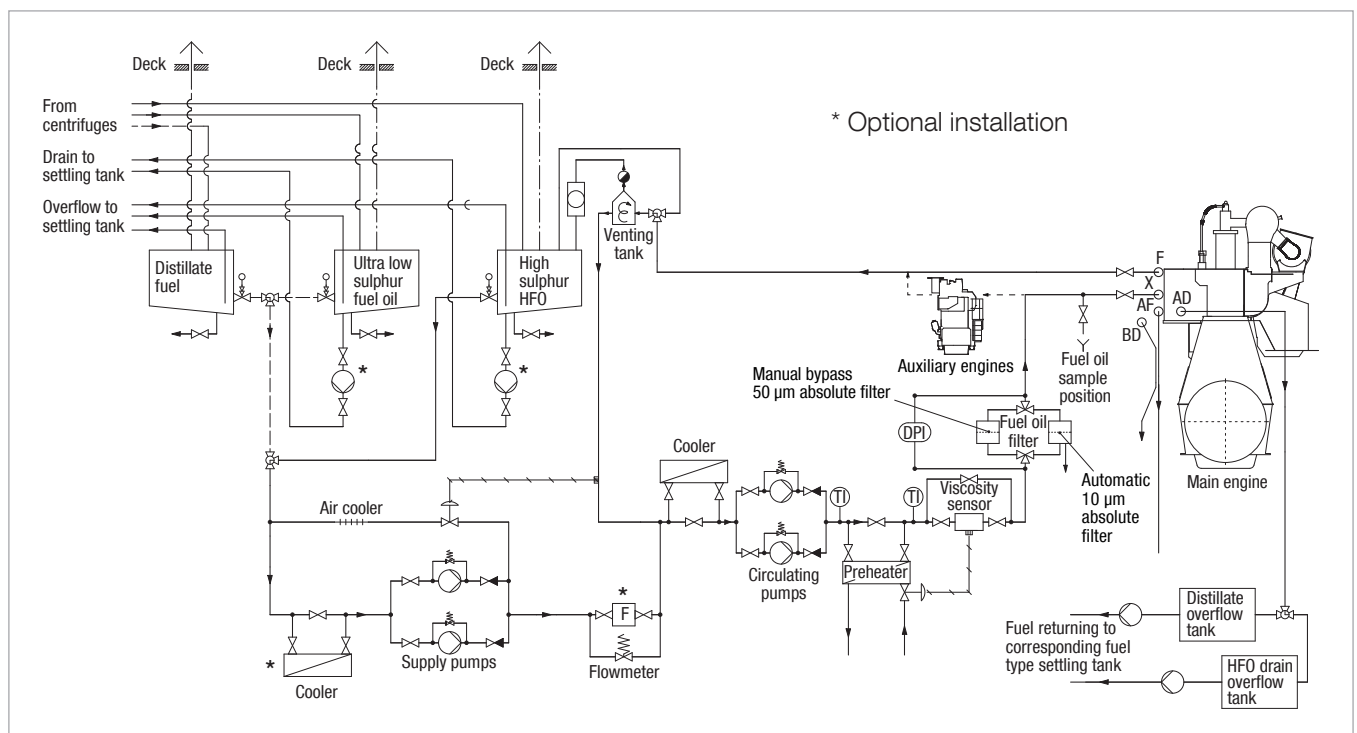 Deck
Deck
Deck
From
centrifuges
* Optional installation
Drain to
settling tank
Overflow to
settling tank
Venting
tank
Distillate
fuel
Ultra low
sulphur
fuel oil
High
sulphur
HFO
F
X
AF
AD
BD
*
*
Auxiliary engines
Fuel oil
sample
position
Manual bypass
50 µm absolute filter
DPI
Fuel oil
filter
Main engine
Cooler
Automatic
10 µm
absolute
filter
Air cooler
TI
TI
Viscosity
sensor
Circulating
pumps
Preheater
*
F
Supply pumps
Flowmeter
*
Cooler
Distillate
overflow
tank
Fuel returning to
corresponding fuel
type settling tank
HFO drain
overflow
tank